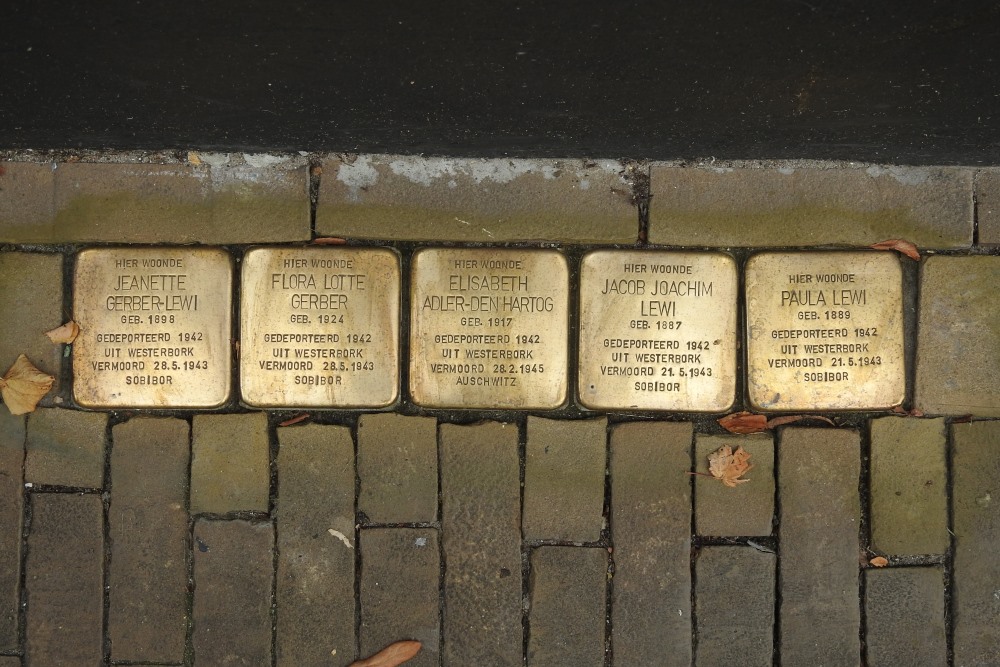 HIER WOONDE
JEANETTE
GERBER-LEWI
GEB. 1898
GEDEPORTEERD 1942
UIT WESTERBORK
VERMOORD 28.5.1943
SOBIBOR
HIER WOONDE
FLORA LOTTE
GERBER
GEB. 1924
GEDEPORTEERD 1942
UIT WESTERBORK
VERMOORD 28.5.1943
SOBIBOR
HIER WOONDE
ELISABETH
ADLER-DEN HARTOG
GEB. 1917
GEDEPORTEERD 1942
UIT WESTERBORK
VERMOORD 28.2.1945
AUSCHWITZ
HIER WOONDE
JACOB JOACHIM
LEWI
GEB. 1887
GEDEPORTEERD 1942
UIT WESTERBORK
VERMOORD 21.5.1943
SOBIBOR
HIER WOONDE
PAULA LEWI
GEB. 1889
GEDEPORTEERD 1942
UIT WESTERBORK
VERMOORD 21.5.1943
SOBIBOR